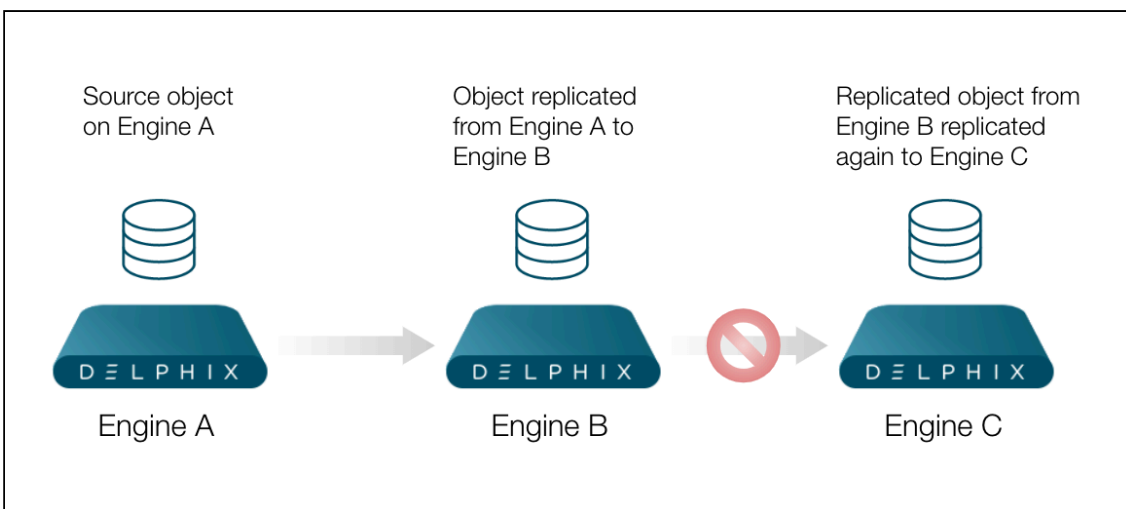 Source object
on Engine A
Object replicated
from Engine A to
Engine B
Replicated object from
Engine B replicated
again to Engine C
DELPHIX
DELPHIX
DELPHIX
Engine A
Engine B
Engine C